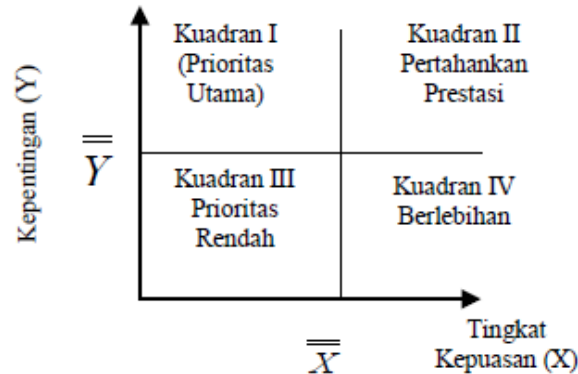 Kuadran I
(Prioritas
Utama)
Kuadran II
Pertahankan
Prestasi
Kepentingan (Y)
Y̿
Kuadran III
Prioritas
Rendah
Kuadran IV
Berlebihan
X̿
Tingkat
Kepuasan (X)